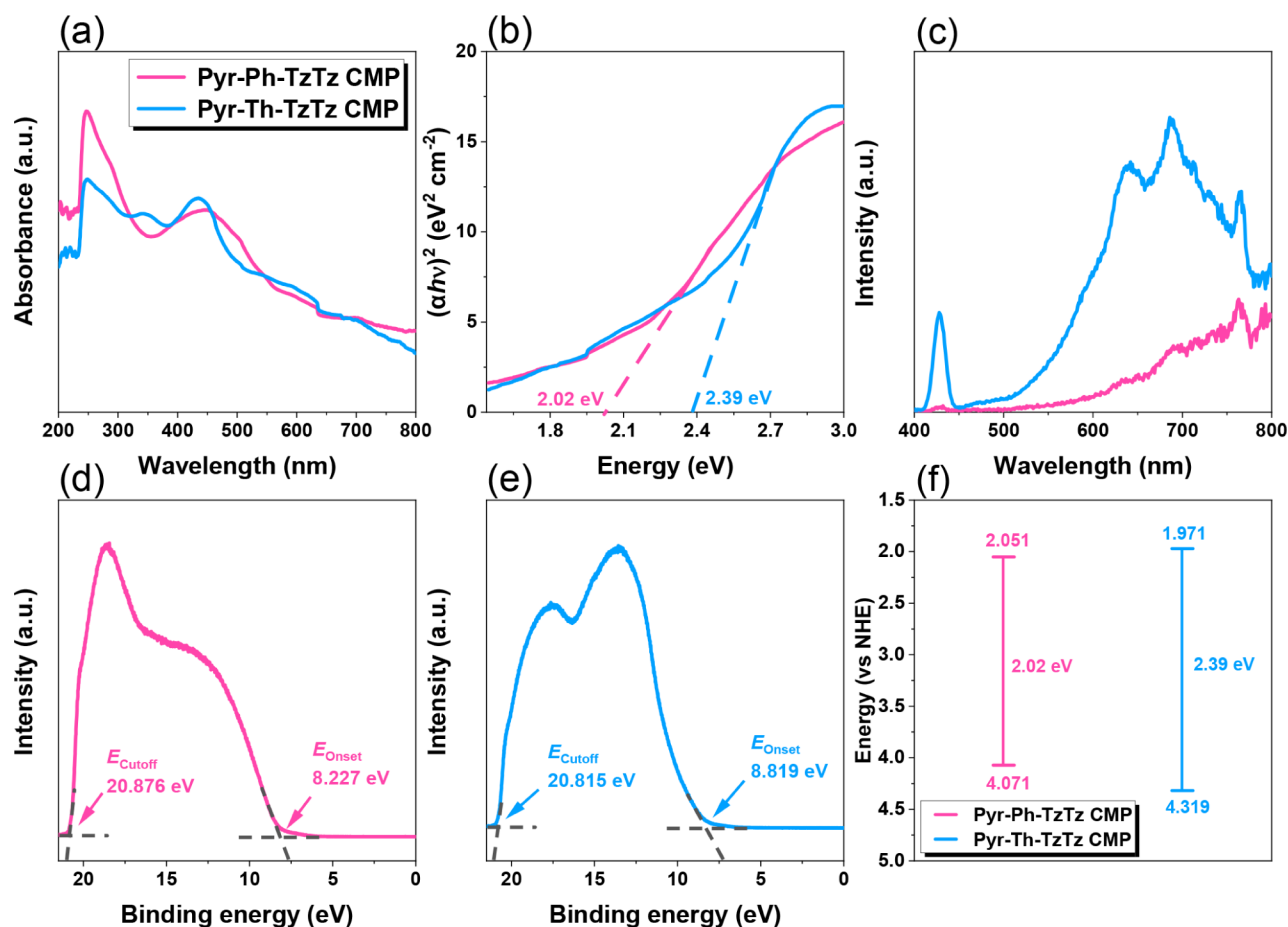 (a)
Pyr-Ph-TzTz CMP
Pyr-Th-TzTz CMP
Absorbance (a.u.)
200 300 400 500 600 700 800
Wavelength (nm)
(b)
20
15
10
5
0
(αhν)² (eV² cm⁻²)
2.02 eV
2.39 eV
1.8 2.1 2.4 2.7 3.0
Energy (eV)
(c)
Intensity (a.u.)
400 500 600 700 800
Wavelength (nm)
(d)
Intensity (a.u.)
E_Cutoff
20.876 eV
E_Onset
8.227 eV
20 15 10 5 0
Binding energy (eV)
(e)
Intensity (a.u.)
E_Cutoff
20.815 eV
E_Onset
8.819 eV
20 15 10 5 0
Binding energy (eV)
(f)
1.5
2.0
2.5
3.0
3.5
4.0
4.5
5.0
Energy (vs NHE)
2.051
2.02 eV
4.071
1.971
2.39 eV
4.319
Pyr-Ph-TzTz CMP
Pyr-Th-TzTz CMP